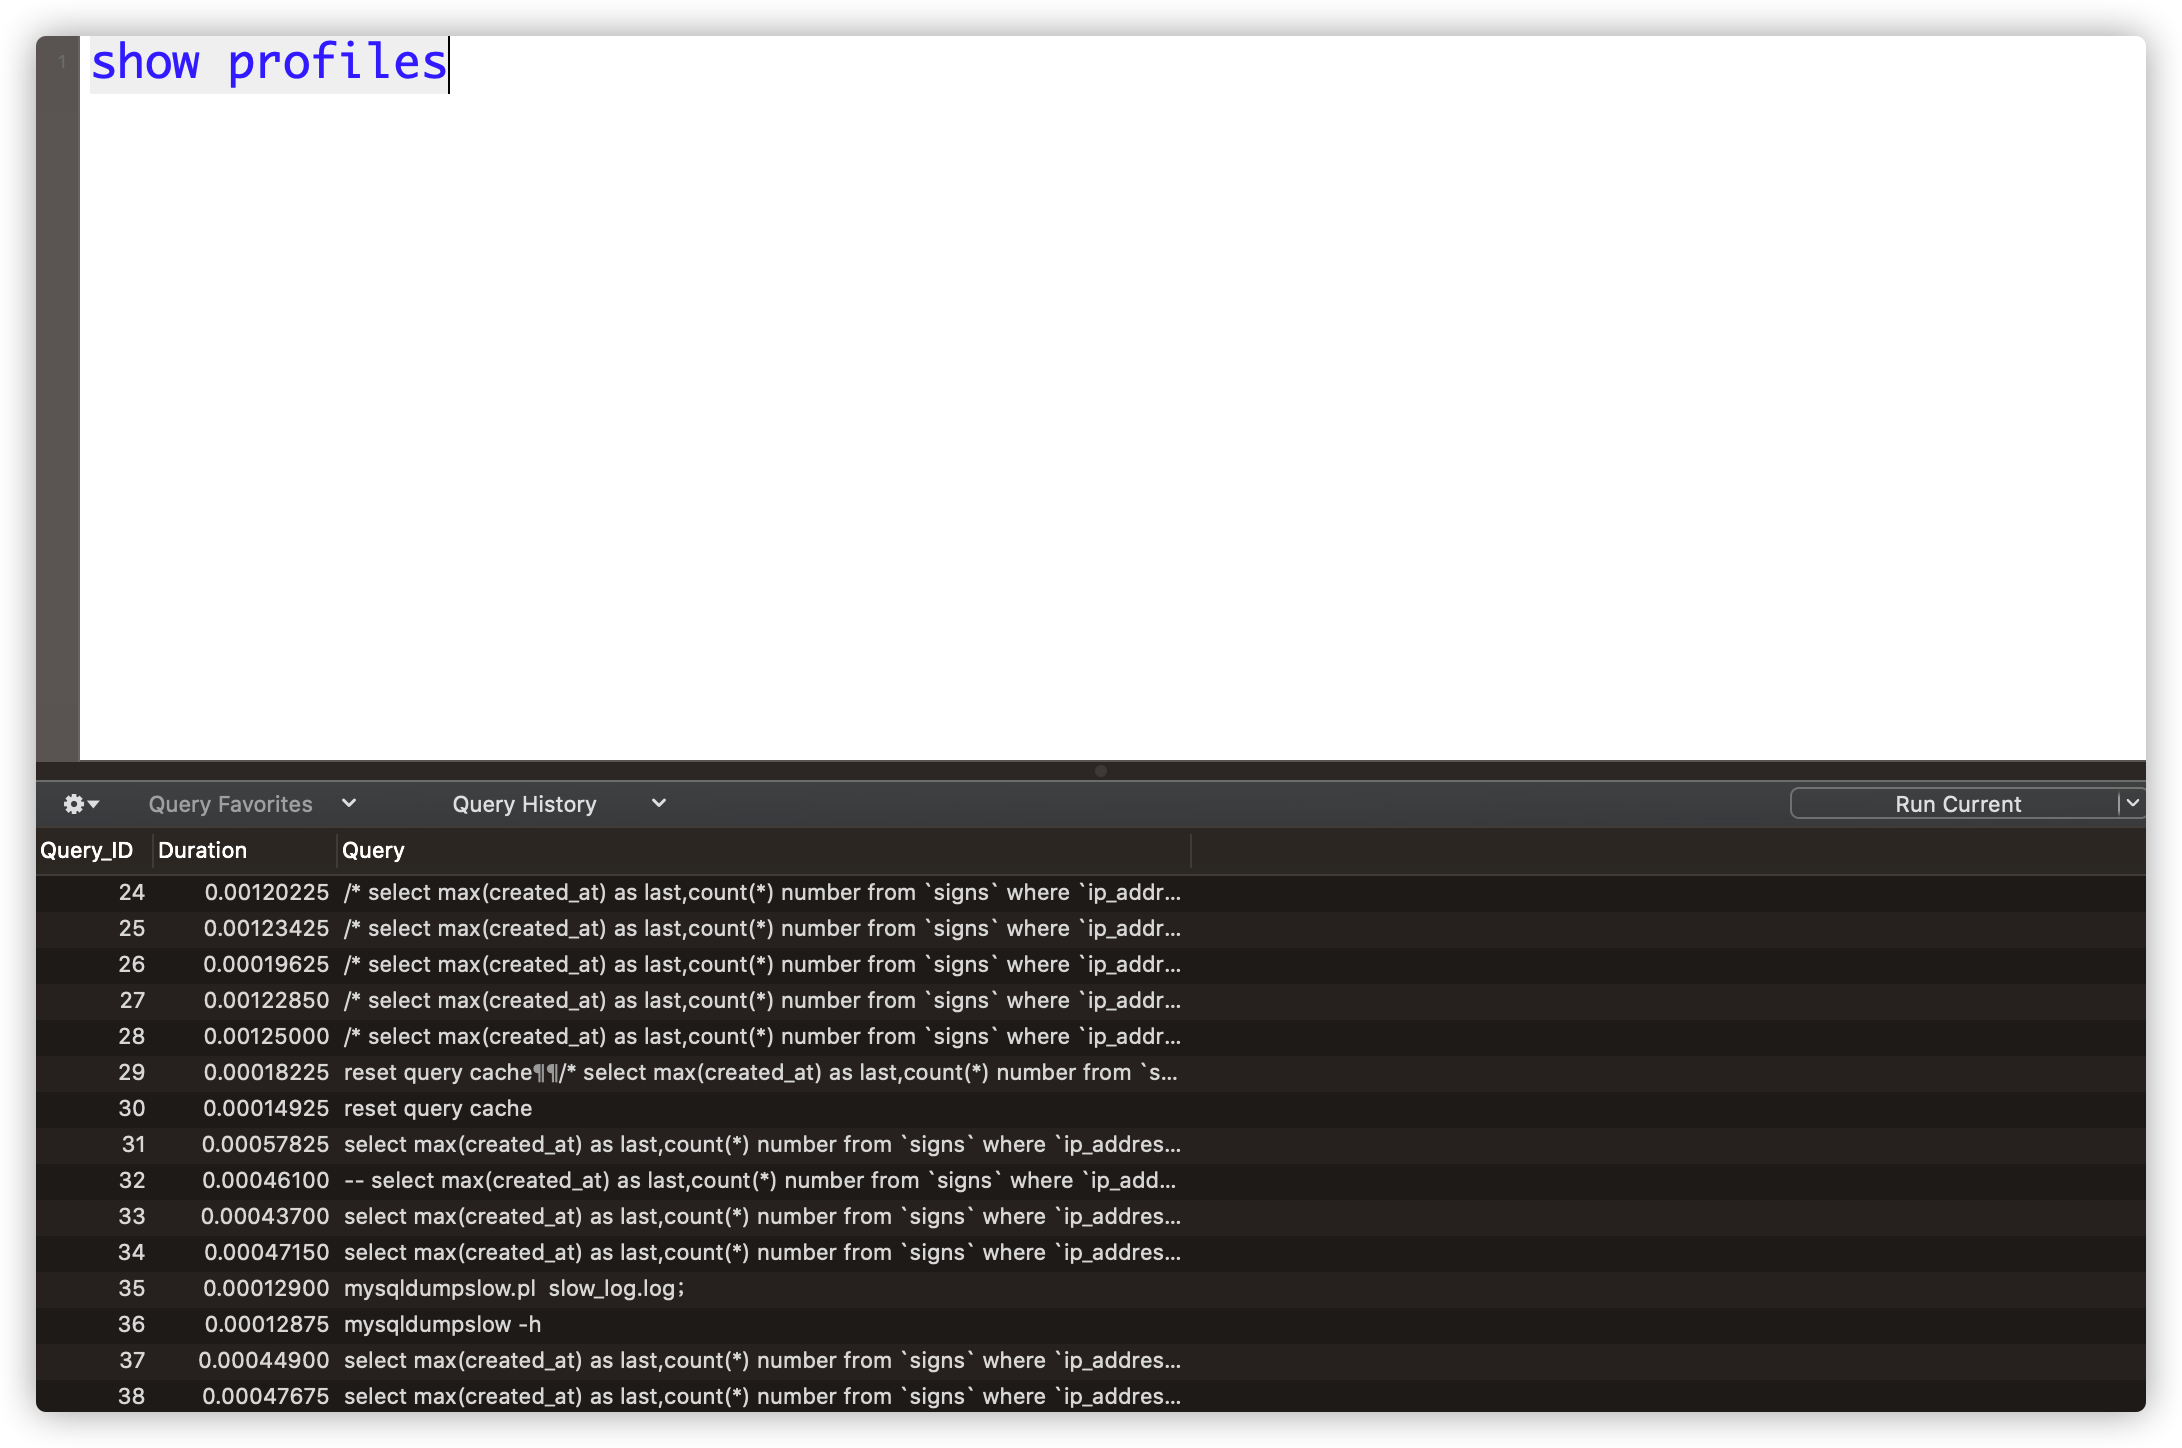 1 show profiles
Query Favorites Query History Run Current
Query_ID Duration Query
24 0.00120225 /* select max(created_at) as last,count(*) number from `signs` where `ip_addr...
25 0.00123425 /* select max(created_at) as last,count(*) number from `signs` where `ip_addr...
26 0.00019625 /* select max(created_at) as last,count(*) number from `signs` where `ip_addr...
27 0.00122850 /* select max(created_at) as last,count(*) number from `signs` where `ip_addr...
28 0.00125000 /* select max(created_at) as last,count(*) number from `signs` where `ip_addr...
29 0.00018225 reset query cache¶¶/* select max(created_at) as last,count(*) number from `s...
30 0.00014925 reset query cache
31 0.00057825 select max(created_at) as last,count(*) number from `signs` where `ip_addres...
32 0.00046100 -- select max(created_at) as last,count(*) number from `signs` where `ip_add...
33 0.00043700 select max(created_at) as last,count(*) number from `signs` where `ip_addres...
34 0.00047150 select max(created_at) as last,count(*) number from `signs` where `ip_addres...
35 0.00012900 mysqldumpslow.pl  slow_log.log;
36 0.00012875 mysqldumpslow -h
37 0.00044900 select max(created_at) as last,count(*) number from `signs` where `ip_addres...
38 0.00047675 select max(created_at) as last,count(*) number from `signs` where `ip_addres...